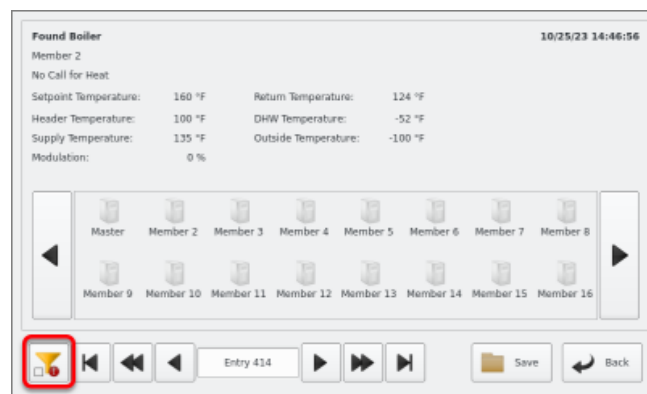 Found Boiler 10/25/23 14:46:56
Member 2
No Call for Heat
Setpoint Temperature: 160 °F Return Temperature: 124 °F
Header Temperature: 100 °F DHW Temperature: -52 °F
Supply Temperature: 135 °F Outside Temperature: -100 °F
Modulation: 0 %
Master Member 2 Member 3 Member 4 Member 5 Member 6 Member 7 Member 8
Member 9 Member 10 Member 11 Member 12 Member 13 Member 14 Member 15 Member 16
Entry 414 Save Back